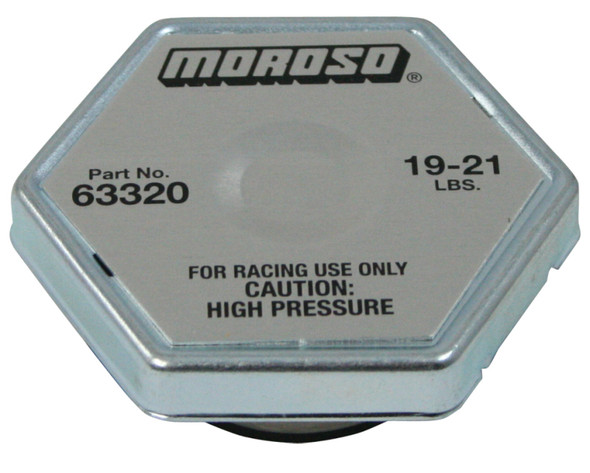 MOROSO®
Part No.
63320
19-21
LBS.
FOR RACING USE ONLY
CAUTION:
HIGH PRESSURE